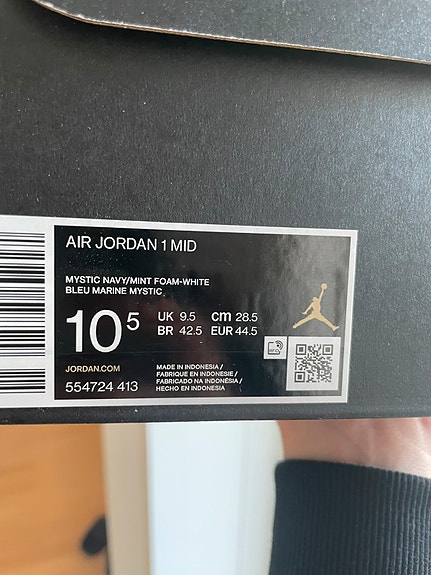 AIR JORDAN 1 MID
MYSTIC NAVY/MINT FOAM-WHITE
BLEU MARINE MYSTIC
10⁵
UK 9.5 cm 28.5
BR 42.5 EUR 44.5
JORDAN.COM
554724 413
MADE IN INDONESIA /
FABRIQUE EN INDONESIE /
FABRICADO NA INDONÉSIA /
HECHO EN INDONESIA